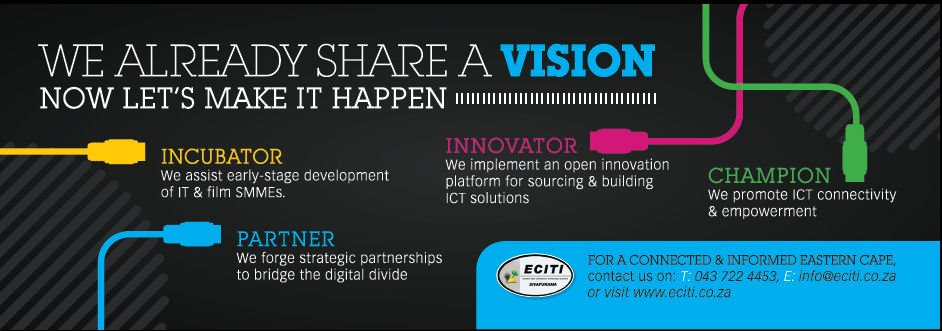 WE ALREADY SHARE A VISION
NOW LET'S MAKE IT HAPPEN
INCUBATOR
We assist early-stage development
of IT & film SMMEs.
PARTNER
We forge strategic partnerships
to bridge the digital divide
INNOVATOR
We implement an open innovation
platform for sourcing & building
ICT solutions
CHAMPION
We promote ICT connectivity
& empowerment
ECITI
SIVAPHAMA
FOR A CONNECTED & INFORMED EASTERN CAPE,
contact us on: T: 043 722 4453, E: info@eciti.co.za
or visit www.eciti.co.za